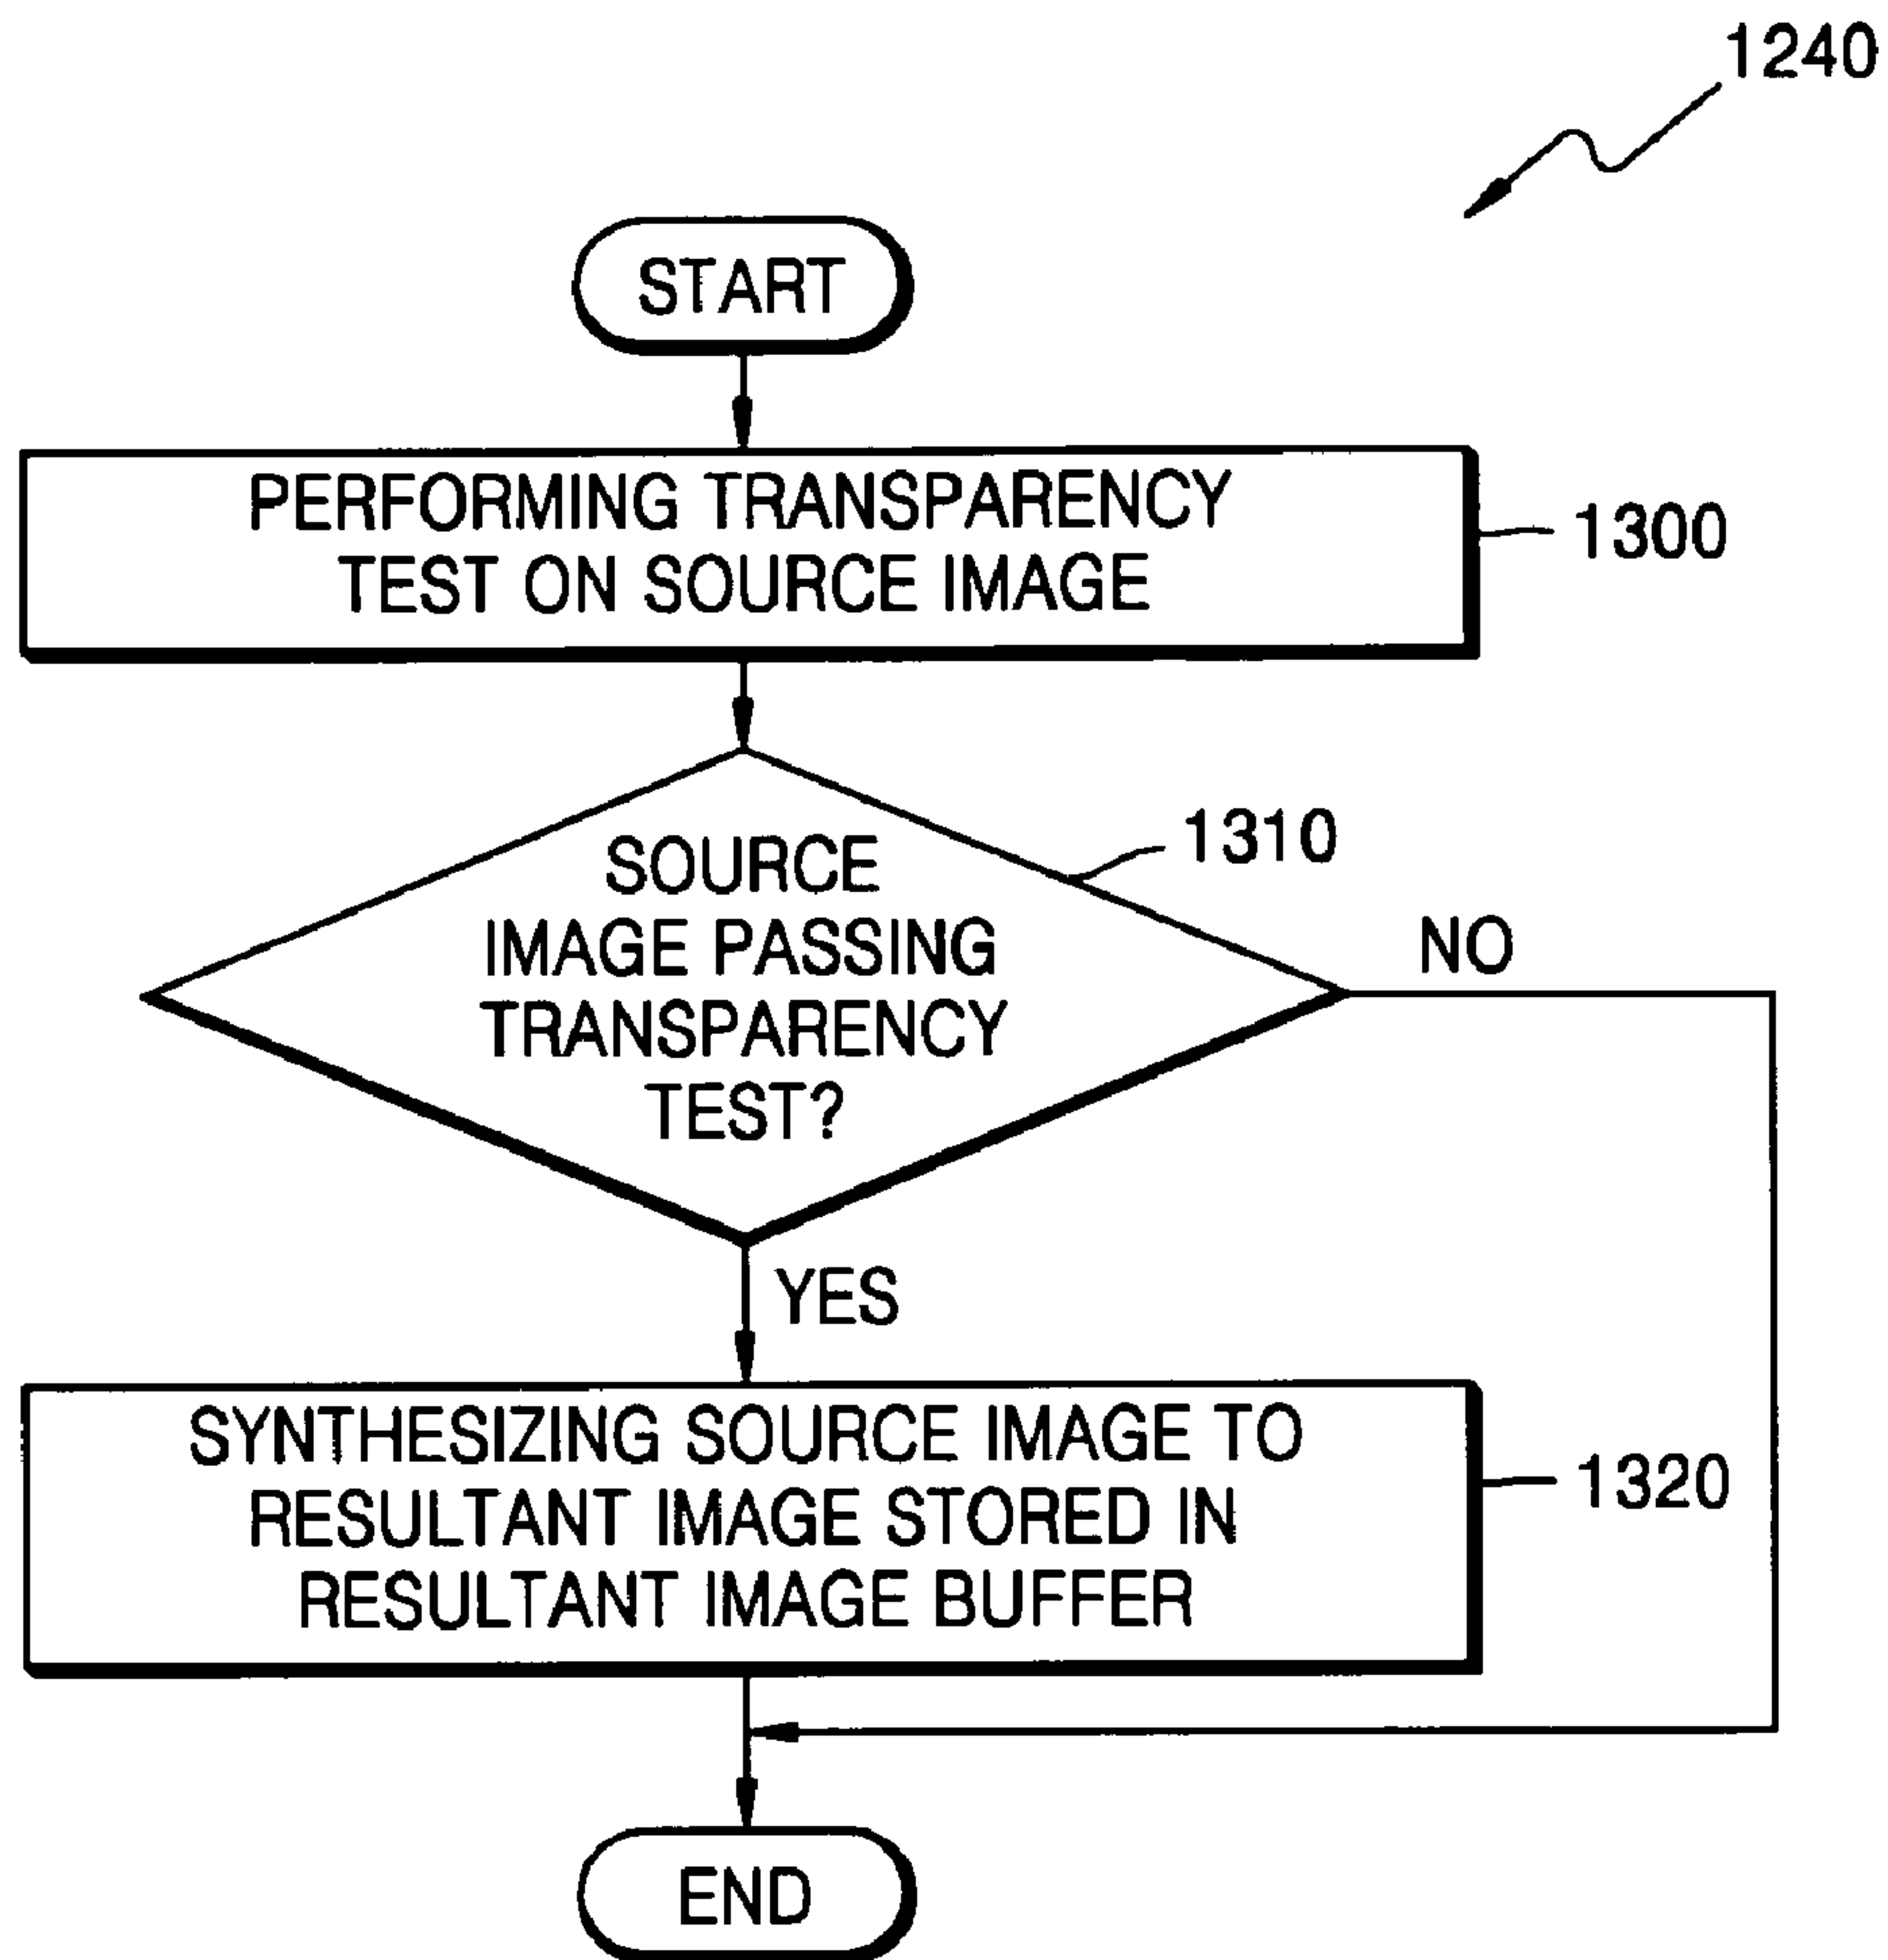 1240
START
PERFORMING TRANSPARENCY
TEST ON SOURCE IMAGE
1300
SOURCE
IMAGE PASSING
TRANSPARENCY
TEST?
1310
NO
YES
SYNTHESIZING SOURCE IMAGE TO
RESULTANT IMAGE STORED IN
RESULTANT IMAGE BUFFER
1320
END